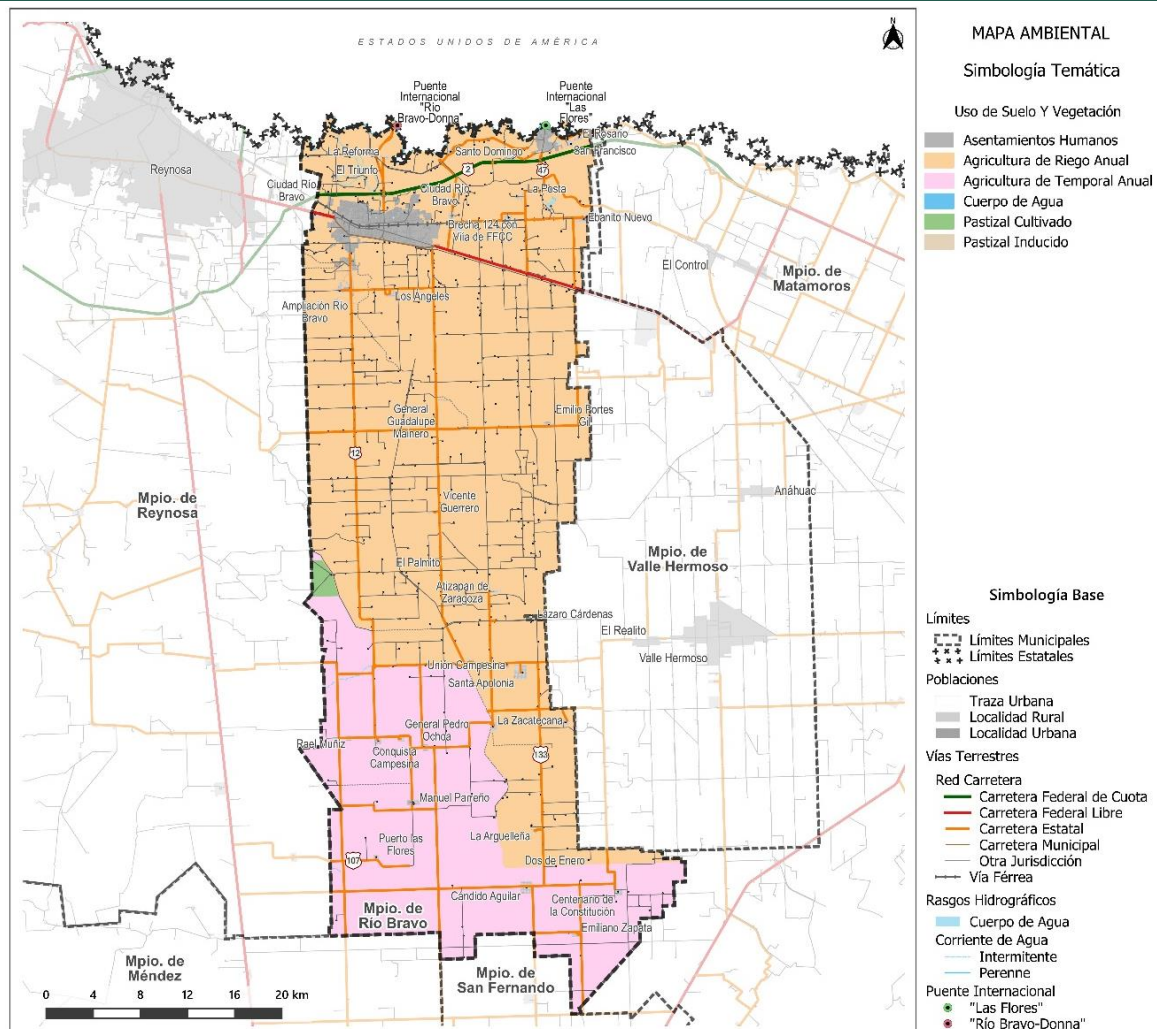 ESTADOS UNIDOS DE AMÉRICA
N
Puente
Internacional
"Río
Bravo-Donna"
Puente
Internacional
"Las
Flores"
El Rosario
La Reforma
Santo Domingo
San Francisco
Reynosa
El Triunfo
2
47
Ciudad Río
Bravo
Ciudad Río
Bravo
La Posta
Brecha 124 con
Vía de FFCC
Ebanito Nuevo
El Control
Mpio. de
Matamoros
Ampliación Río
Bravo
Los Angeles
General
Guadalupe
Mainero
Emilio Portes
Gil
12
Mpio. de
Reynosa
Vicente
Guerrero
Anáhuac
Mpio. de
Valle Hermoso
El Palmito
Atizapán de
Zaragoza
Lázaro Cárdenas
El Realito
Valle Hermoso
Unión Campesina
Santa Apolonia
General Pedro
Ochoa
La Zacatecana
Rael Muñiz
Conquista
Campesina
133
Manuel Parreño
Puerto las
Flores
La Arguelleña
107
Dos de Enero
Cándido Aguilar
Centenario de
la Constitución
Mpio. de
Río Bravo
Emiliano Zapata
Mpio. de
Méndez
Mpio. de
San Fernando
0 4 8 12 16 20 km
MAPA AMBIENTAL
Simbología Temática
Uso de Suelo Y Vegetación
Asentamientos Humanos
Agricultura de Riego Anual
Agricultura de Temporal Anual
Cuerpo de Agua
Pastizal Cultivado
Pastizal Inducido
Simbología Base
Límites
Límites Municipales
Límites Estatales
Poblaciones
Traza Urbana
Localidad Rural
Localidad Urbana
Vías Terrestres
Red Carretera
Carretera Federal de Cuota
Carretera Federal Libre
Carretera Estatal
Carretera Municipal
Otra Jurisdicción
Vía Férrea
Rasgos Hidrográficos
Cuerpo de Agua
Corriente de Agua
Intermitente
Perenne
Puente Internacional
"Las Flores"
"Río Bravo-Donna"